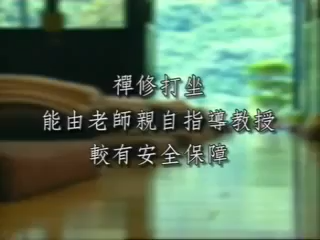 禪修打坐
能由老師親自指導教授
較有安全保障